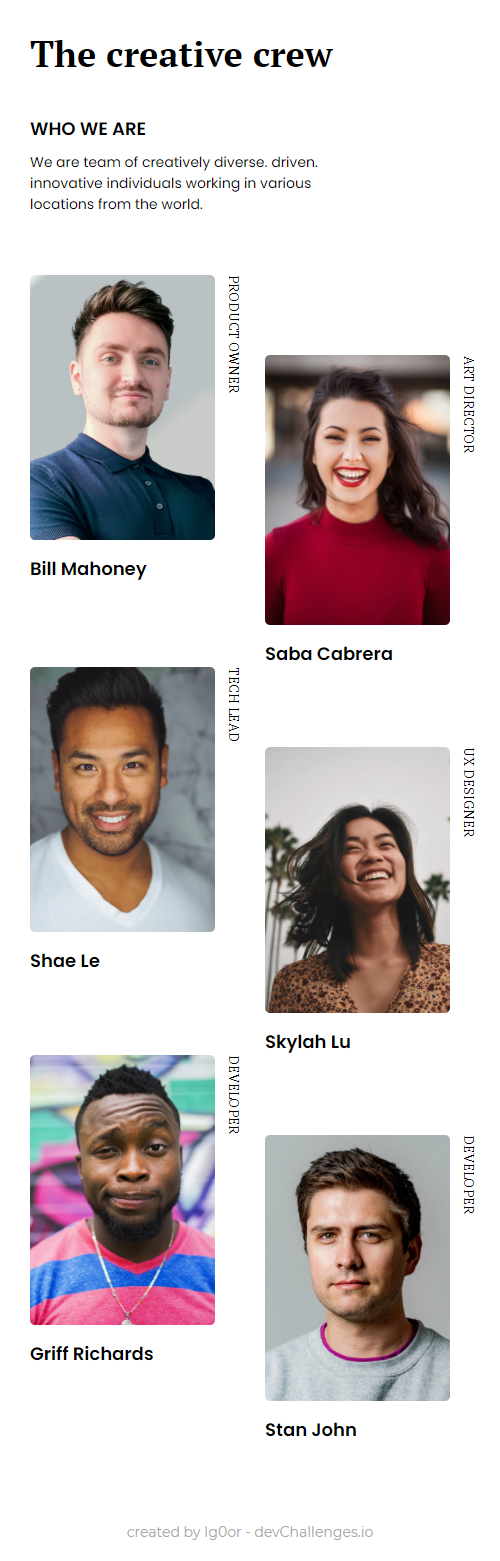 The creative crew
WHO WE ARE
We are team of creatively diverse. driven.
innovative individuals working in various
locations from the world.
PRODUCT OWNER
Bill Mahoney
ART DIRECTOR
Saba Cabrera
TECH LEAD
Shae Le
UX DESIGNER
Skylah Lu
DEVELOPER
Griff Richards
DEVELOPER
Stan John
created by Ig0or - devChallenges.io